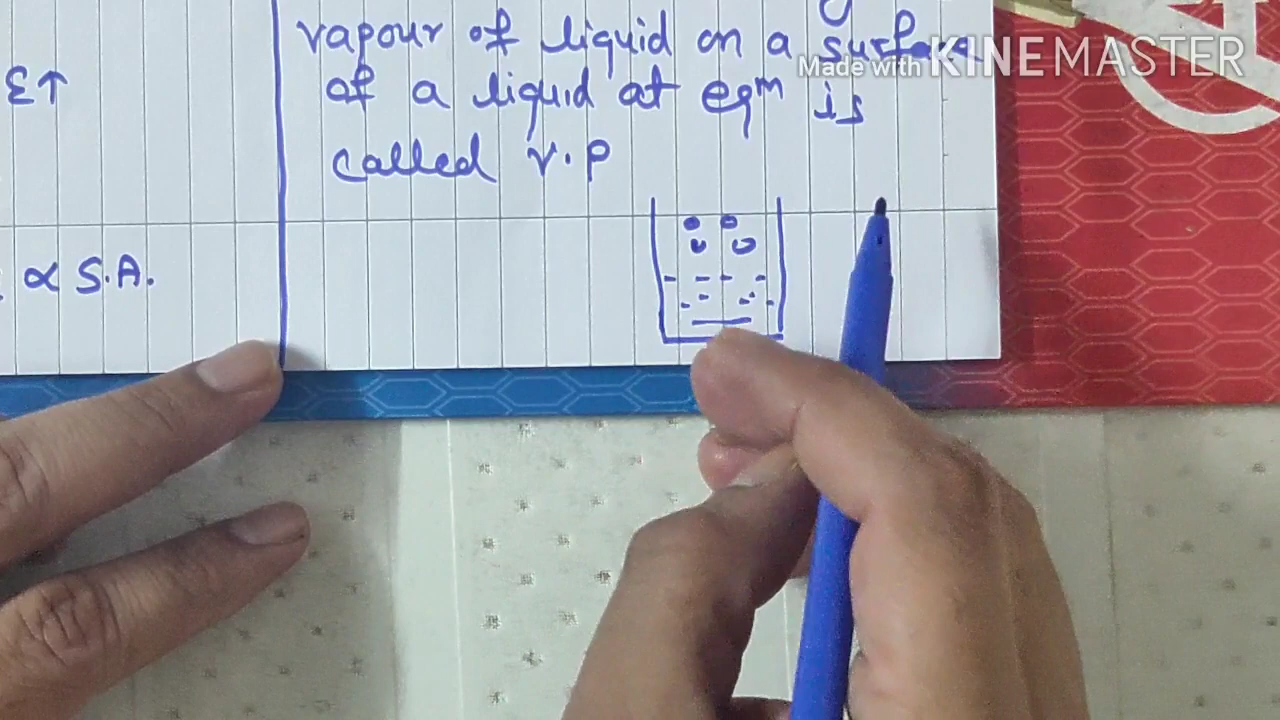 vapour of liquid on a surface
Made with KINEMASTER
ε↑
of a liquid at eqm is
called v.p
∝ S.A.